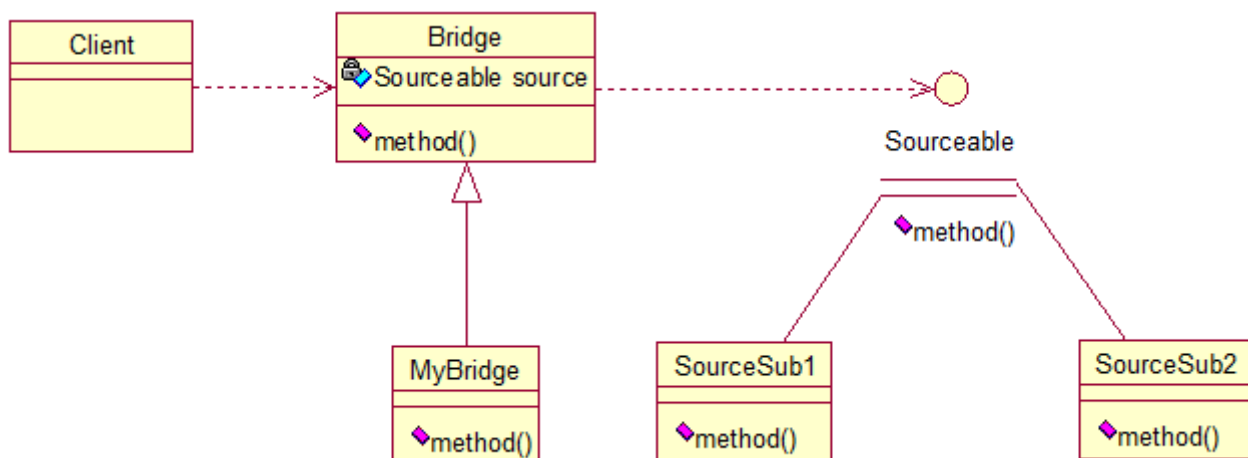 Client
Bridge
Sourceable source
method()
Sourceable
method()
MyBridge
method()
SourceSub1
method()
SourceSub2
method()